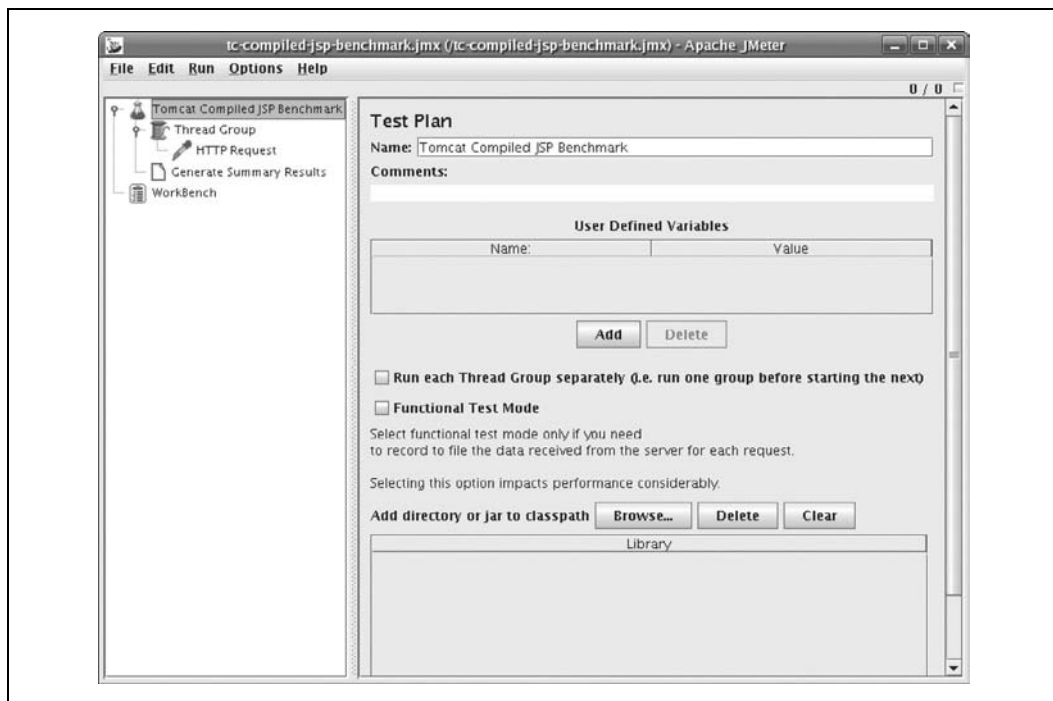 tc-compiled-jsp-benchmark.jmx (/tc-compiled-jsp-benchmark.jmx) - Apache JMeter
File Edit Run Options Help
0 / 0
Tomcat Compiled JSP Benchmark
Thread Group
HTTP Request
Generate Summary Results
WorkBench
Test Plan
Name: Tomcat Compiled JSP Benchmark
Comments:
User Defined Variables
Name: Value
Add Delete
Run each Thread Group separately (i.e. run one group before starting the next)
Functional Test Mode
Select functional test mode only if you need
to record to file the data received from the server for each request.
Selecting this option impacts performance considerably.
Add directory or jar to classpath Browse... Delete Clear
Library